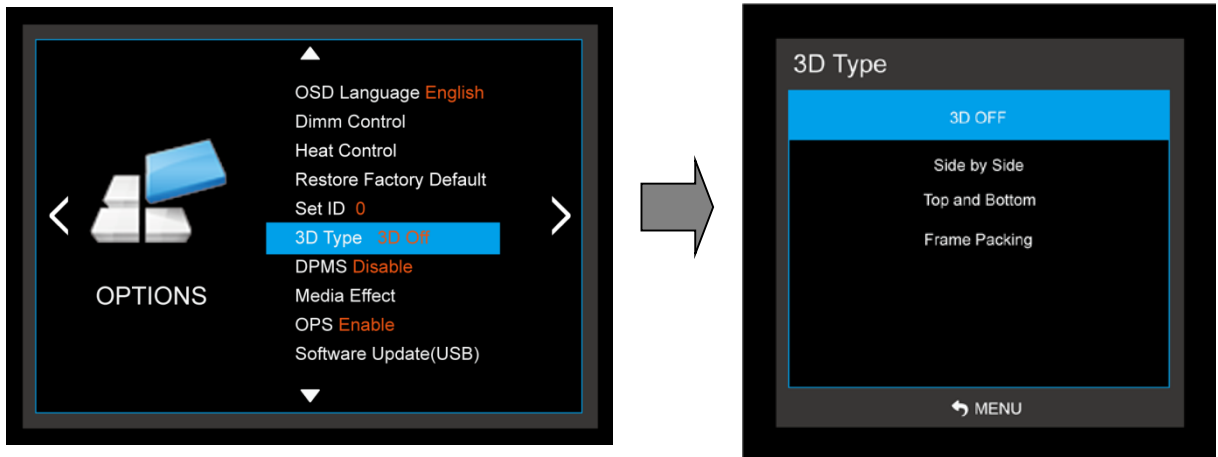 OSD Language English
Dimm Control
Heat Control
Restore Factory Default
Set ID 0
3D Type 3D Off
DPMS Disable
Media Effect
OPS Enable
Software Update(USB)
OPTIONS
3D Type
3D OFF
Side by Side
Top and Bottom
Frame Packing
MENU